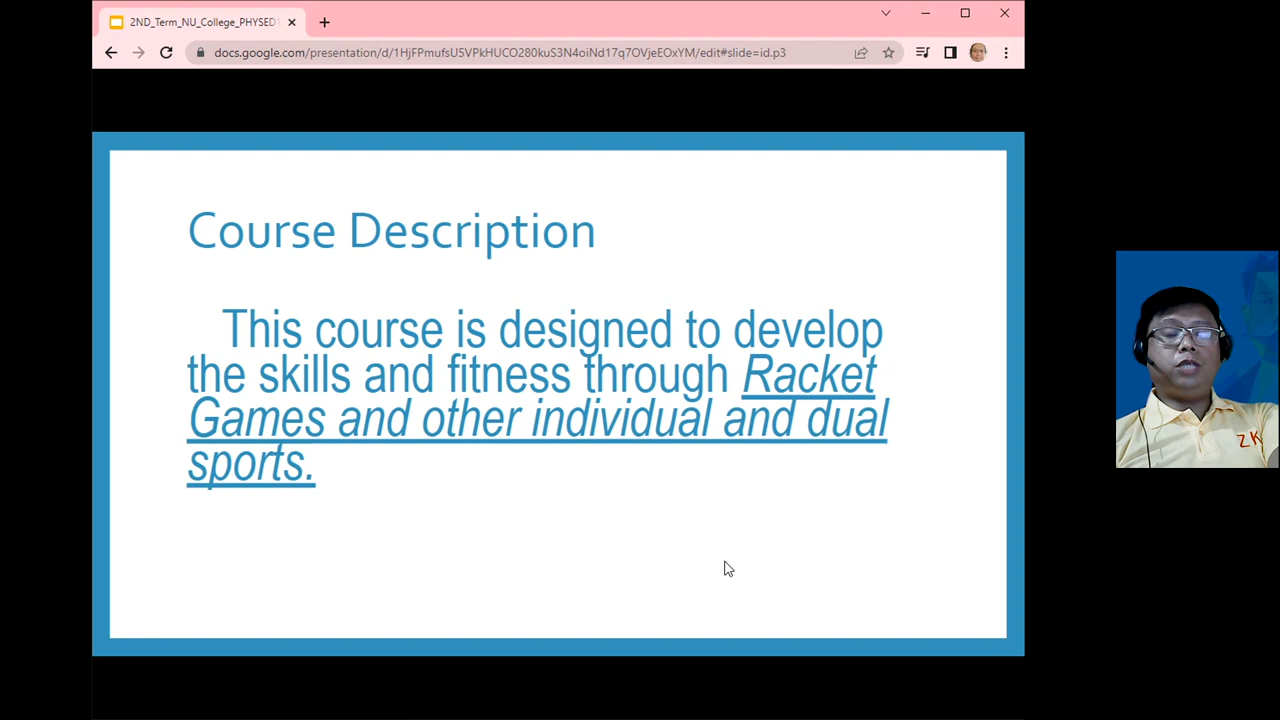 2ND_Term_NU_College_PHYSED
docs.google.com/presentation/d/1HjFPmufsU5VPkHUCO280kuS3N4oiNd17q7OVjeEOxYM/edit#slide=id.p3
Course Description
This course is designed to develop
the skills and fitness through Racket
Games and other individual and dual
sports.
ZK